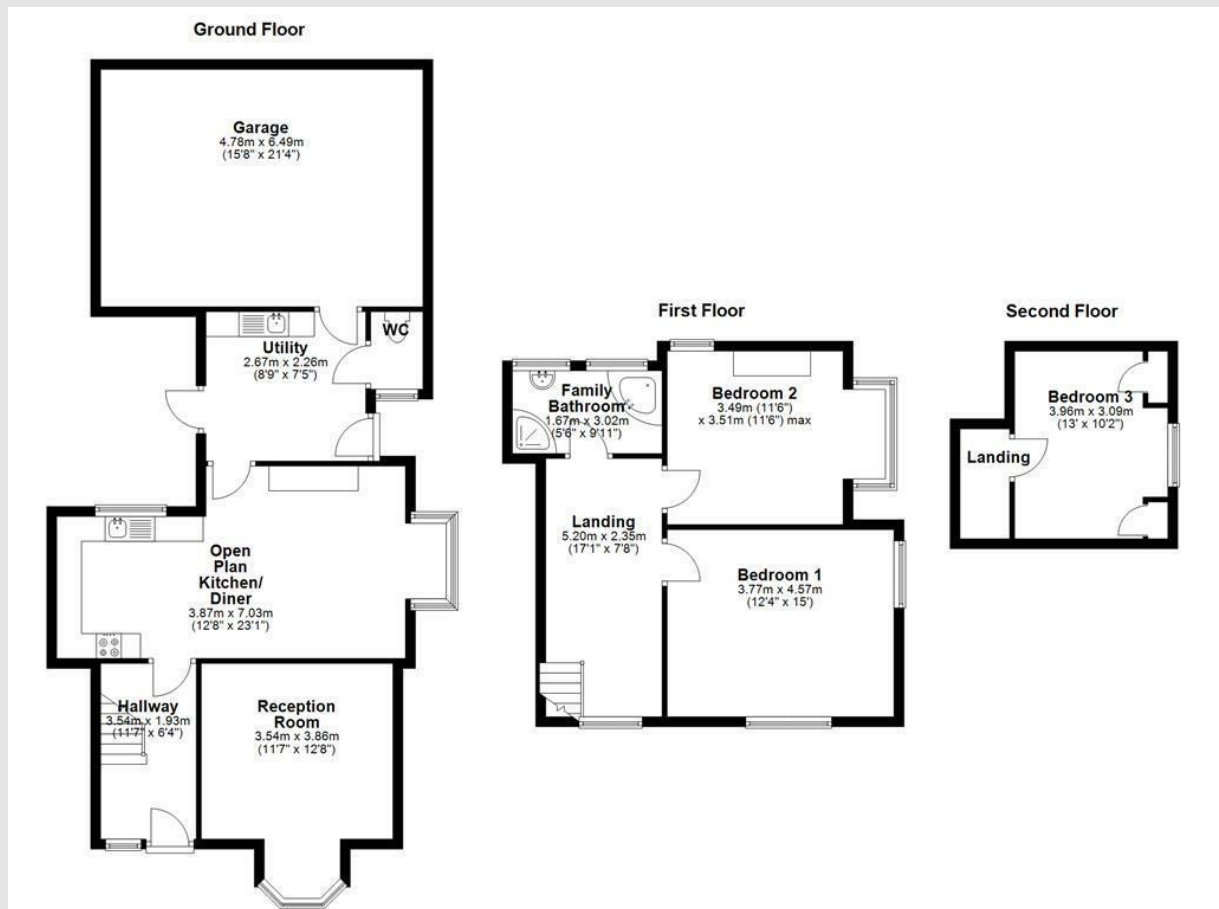 Ground Floor
Garage
4.78m x 6.49m
(15'8" x 21'4")
WC
Utility
2.67m x 2.26m
(8'9" x 7'5")
Open
Plan
Kitchen/
Diner
3.87m x 7.03m
(12'8" x 23'1")
Hallway
3.54m x 1.93m
(11'7" x 6'4")
Reception
Room
3.54m x 3.86m
(11'7" x 12'8")
First Floor
Family
Bathroom
1.67m x 3.02m
(5'6" x 9'11")
Bedroom 2
3.49m (11'6")
x 3.51m (11'6") max
Landing
5.20m x 2.35m
(17'1" x 7'8")
Bedroom 1
3.77m x 4.57m
(12'4" x 15')
Second Floor
Bedroom 3
3.96m x 3.09m
(13' x 10'2")
Landing